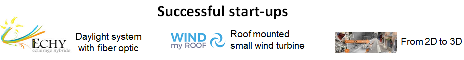 Successful start-ups
ECHY
Daylight system
with fiber optic
WIND
my ROOF
Roof mounted
small wind turbine
From 2D to 3D